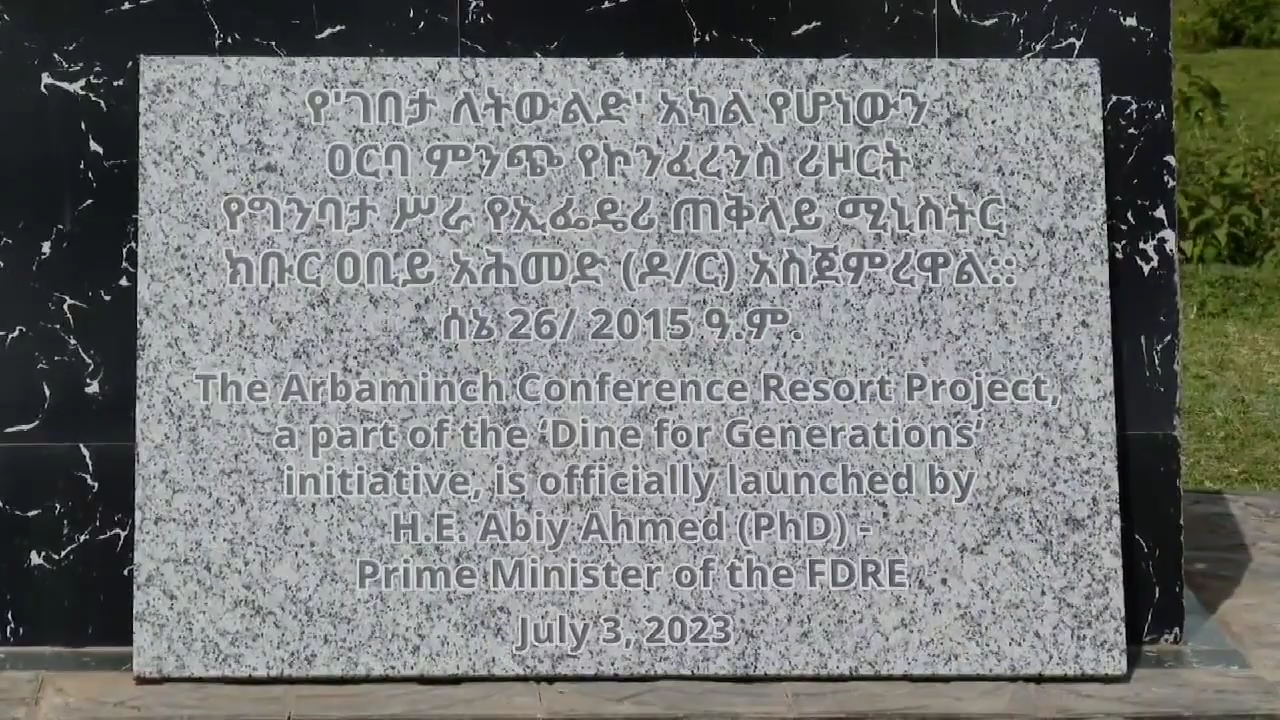 የ'ገበታ ለትውልድ' አካል የሆነውን
ዐርባ ምንጭ የኮንፈረንስ ሪዞርት
የግንባታ ሥራ የኢፌዴሪ ጠቅላይ ሚኒስትር
ክቡር ዐቢይ አሕመድ (ዶ/ር) አስጀምረዋል::
ሰኔ 26/ 2015 ዓ.ም.
The Arbaminch Conference Resort Project,
a part of the ‘Dine for Generations’
initiative, is officially launched by
H.E. Abiy Ahmed (PhD) -
Prime Minister of the FDRE
July 3, 2023